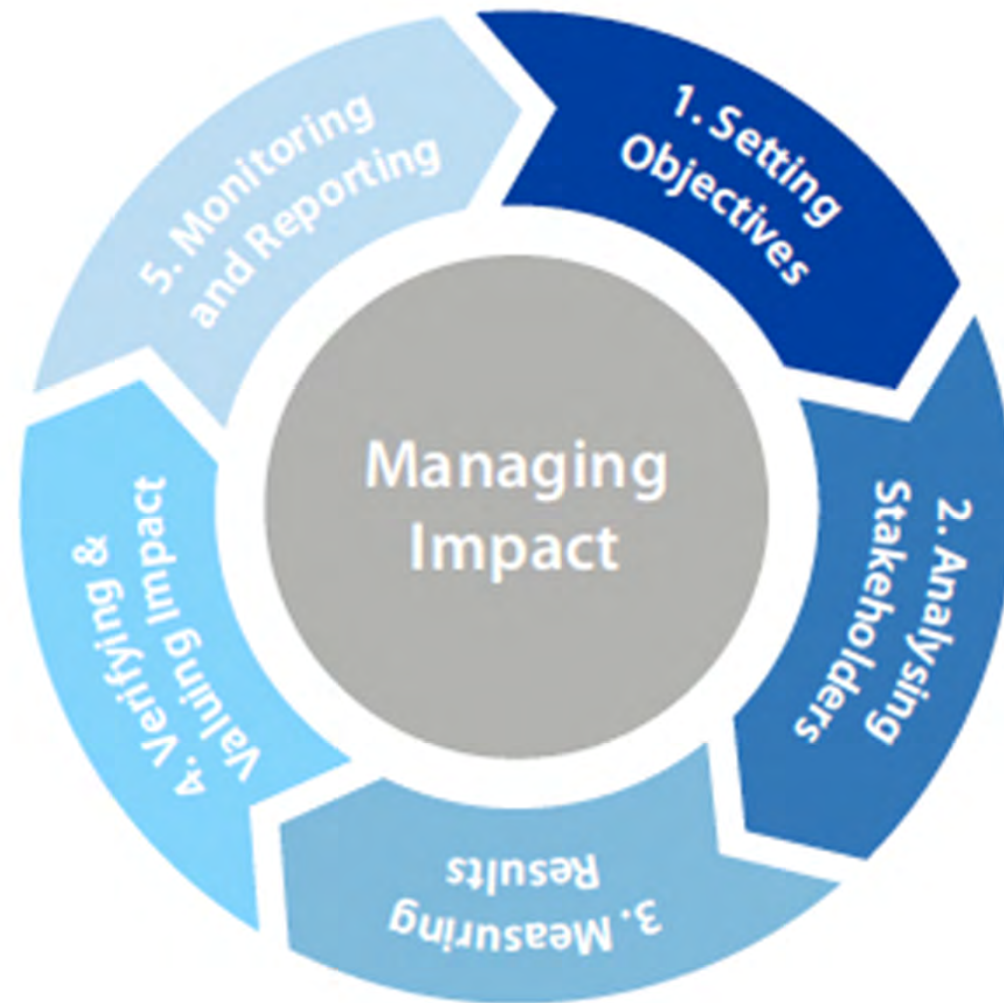 Managing
Impact
1. Setting
Objectives
2. Analysing
Stakeholders
3. Measuring
Results
4. Verifying &
Valuing Impact
5. Monitoring
and Reporting